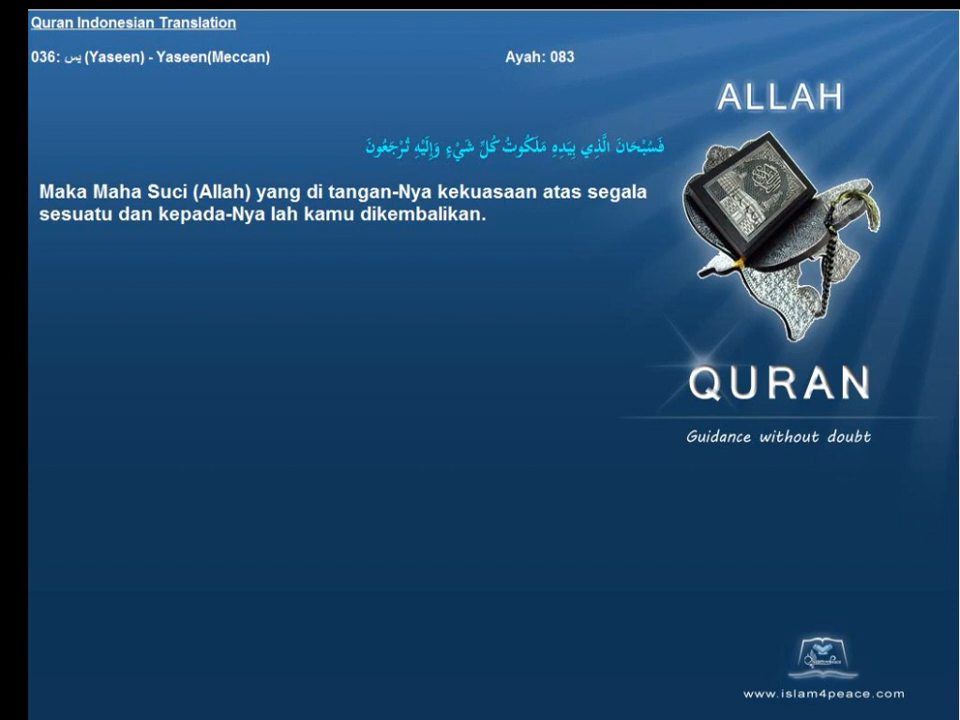 Quran Indonesian Translation
036: يس (Yaseen) - Yaseen(Meccan) Ayah: 083
ALLAH
فَسُبْحَانَ الَّذِي بِيَدِهِ مَلَكُوتُ كُلِّ شَيْءٍ وَإِلَيْهِ تُرْجَعُونَ
Maka Maha Suci (Allah) yang di tangan-Nya kekuasaan atas segala
sesuatu dan kepada-Nya lah kamu dikembalikan.
QURAN
Guidance without doubt
www.islam4peace.com